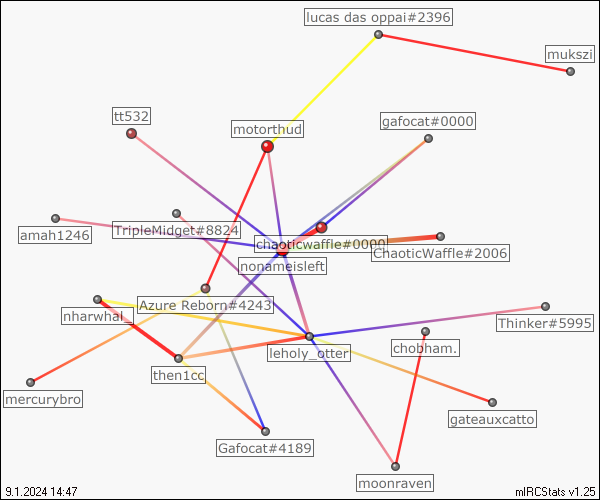 lucas das oppai#2396
mukszi
tt532
motorthud
gafocat#0000
amah1246
TripleMidget#8824
chaoticwaffle#0000
ChaoticWaffle#2006
nonameisleft
Azure Reborn#4243
nharwhal_
Thinker#5995
leholy_otter
chobham.
then1cc
mercurybro
gateauxcatto
Gafocat#4189
moonraven
9.1.2024 14:47
mIRCStats v1.25